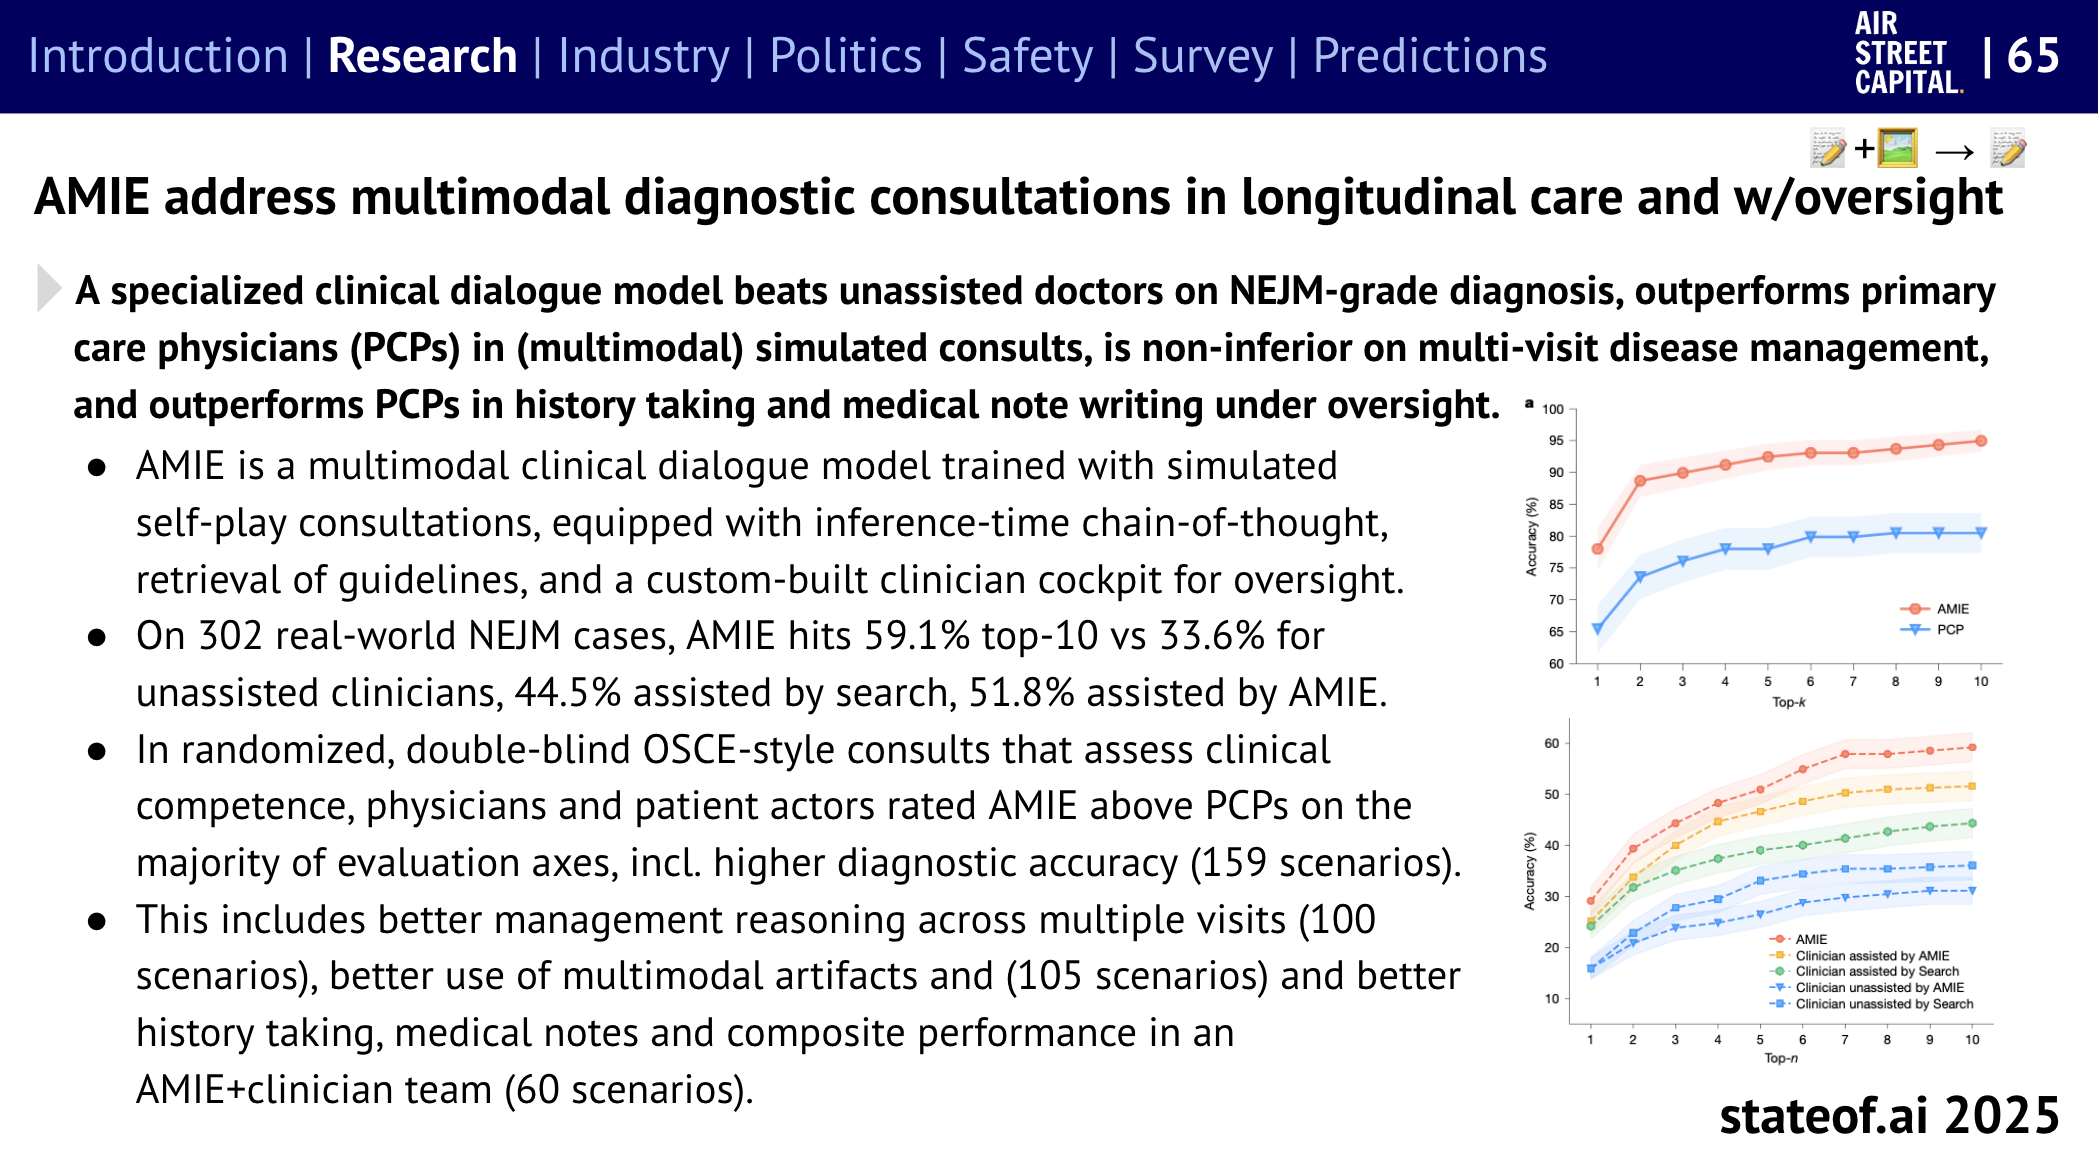 Introduction | Research | Industry | Politics | Safety | Survey | Predictions
AIR
STREET
CAPITAL.
| 65
+ →
AMIE address multimodal diagnostic consultations in longitudinal care and w/oversight
A specialized clinical dialogue model beats unassisted doctors on NEJM-grade diagnosis, outperforms primary
care physicians (PCPs) in (multimodal) simulated consults, is non-inferior on multi-visit disease management,
and outperforms PCPs in history taking and medical note writing under oversight.
● AMIE is a multimodal clinical dialogue model trained with simulated
self-play consultations, equipped with inference-time chain-of-thought,
retrieval of guidelines, and a custom-built clinician cockpit for oversight.
● On 302 real-world NEJM cases, AMIE hits 59.1% top-10 vs 33.6% for
unassisted clinicians, 44.5% assisted by search, 51.8% assisted by AMIE.
● In randomized, double-blind OSCE-style consults that assess clinical
competence, physicians and patient actors rated AMIE above PCPs on the
majority of evaluation axes, incl. higher diagnostic accuracy (159 scenarios).
● This includes better management reasoning across multiple visits (100
scenarios), better use of multimodal artifacts and (105 scenarios) and better
history taking, medical notes and composite performance in an
AMIE+clinician team (60 scenarios).
a
100
95
90
85
80
75
70
65
60
Accuracy (%)
AMIE
PCP
1 2 3 4 5 6 7 8 9 10
Top-k
60
50
40
30
20
10
Accuracy (%)
AMIE
Clinician assisted by AMIE
Clinician assisted by Search
Clinician unassisted by AMIE
Clinician unassisted by Search
1 2 3 4 5 6 7 8 9 10
Top-n
stateof.ai 2025